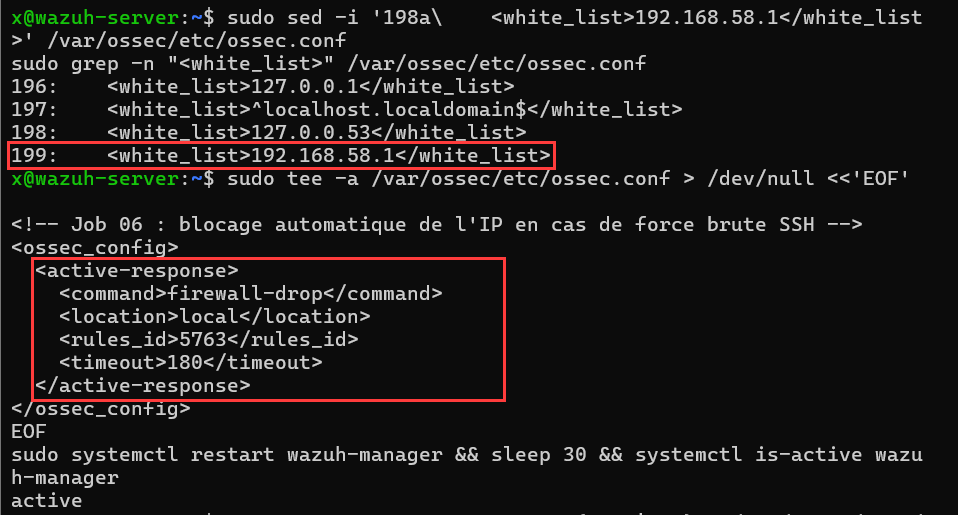 x@wazuh-server:~$ sudo sed -i '198a\    <white_list>192.168.58.1</white_list
>' /var/ossec/etc/ossec.conf
sudo grep -n "<white_list>" /var/ossec/etc/ossec.conf
196:    <white_list>127.0.0.1</white_list>
197:    <white_list>^localhost.localdomain$</white_list>
198:    <white_list>127.0.0.53</white_list>
199:    <white_list>192.168.58.1</white_list>
x@wazuh-server:~$ sudo tee -a /var/ossec/etc/ossec.conf > /dev/null <<'EOF'

<!-- Job 06 : blocage automatique de l'IP en cas de force brute SSH -->
<ossec_config>
  <active-response>
    <command>firewall-drop</command>
    <location>local</location>
    <rules_id>5763</rules_id>
    <timeout>180</timeout>
  </active-response>
</ossec_config>
EOF
sudo systemctl restart wazuh-manager && sleep 30 && systemctl is-active wazu
h-manager
active